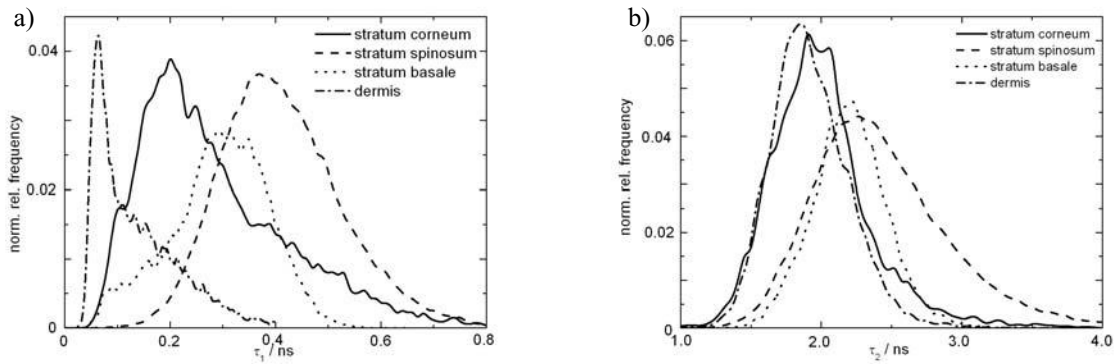 a)
stratum corneum
stratum spinosum
stratum basale
dermis
norm. rel. frequency
0.04
0.02
0
0.2
0.4
0.6
0.8
τ₁ / ns
b)
stratum corneum
stratum spinosum
stratum basale
dermis
norm. rel. frequency
0.06
0.04
0.02
0
1.0
2.0
3.0
4.0
τ₂ / ns